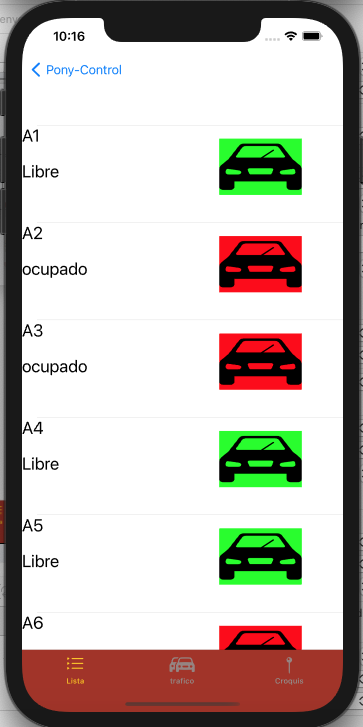 10:16
Pony-Control
A1
Libre
A2
ocupado
A3
ocupado
A4
Libre
A5
Libre
A6
Lista trafico Croquis